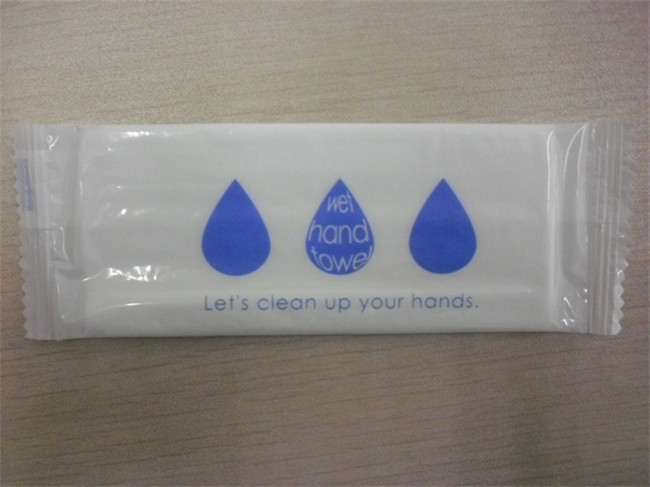 wet
hand
towel
Let's clean up your hands.